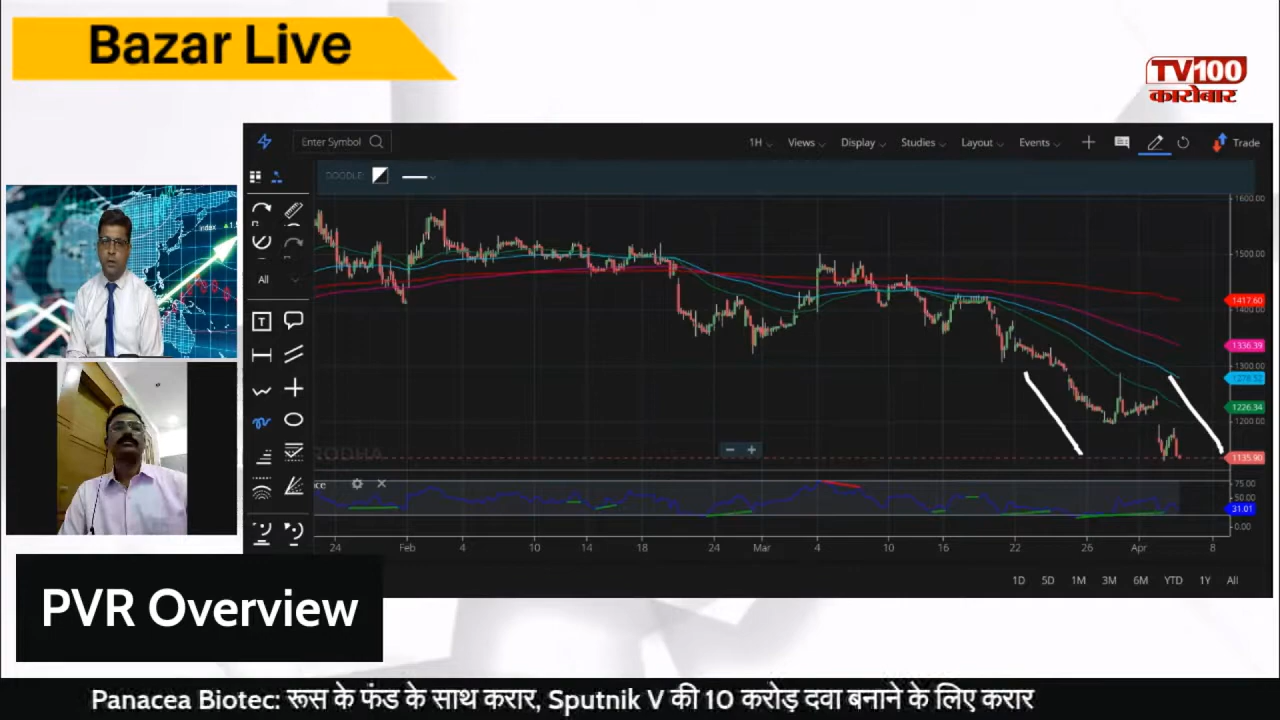 Bazar Live
TV100
कारोबार
Enter Symbol
1H Views Display Studies Layout Events Trade
DOODLE:
All
T
1600.00
1500.00
1417.60
1400.00
1336.39
1300.00
1278.52
1226.34
1200.00
1135.90
75.00
50.00
31.01
0.00
24 Feb 4 10 14 18 24 Mar 4 10 16 22 26 Apr 8
1D 5D 1M 3M 6M YTD 1Y All
PVR Overview
Panacea Biotec: रूस के फंड के साथ करार, Sputnik V की 10 करोड़ दवा बनाने के लिए करार